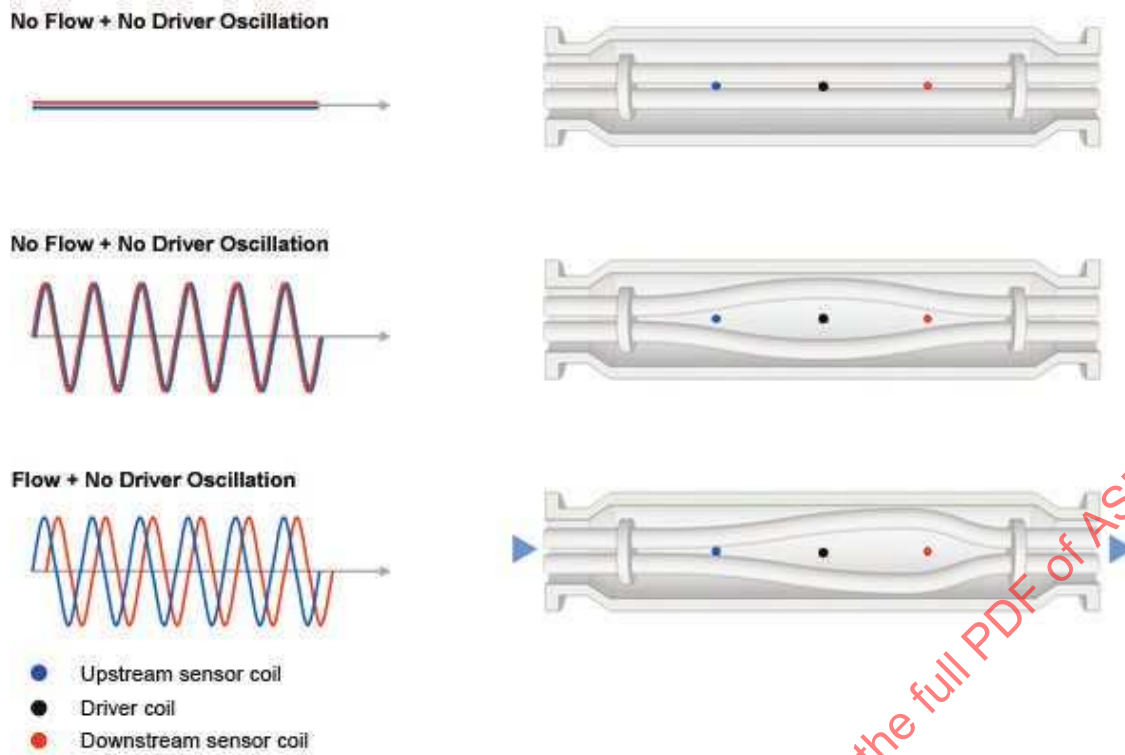 No Flow + No Driver Oscillation
No Flow + No Driver Oscillation
Flow + No Driver Oscillation
Upstream sensor coil
Driver coil
Downstream sensor coil
the full PDF of